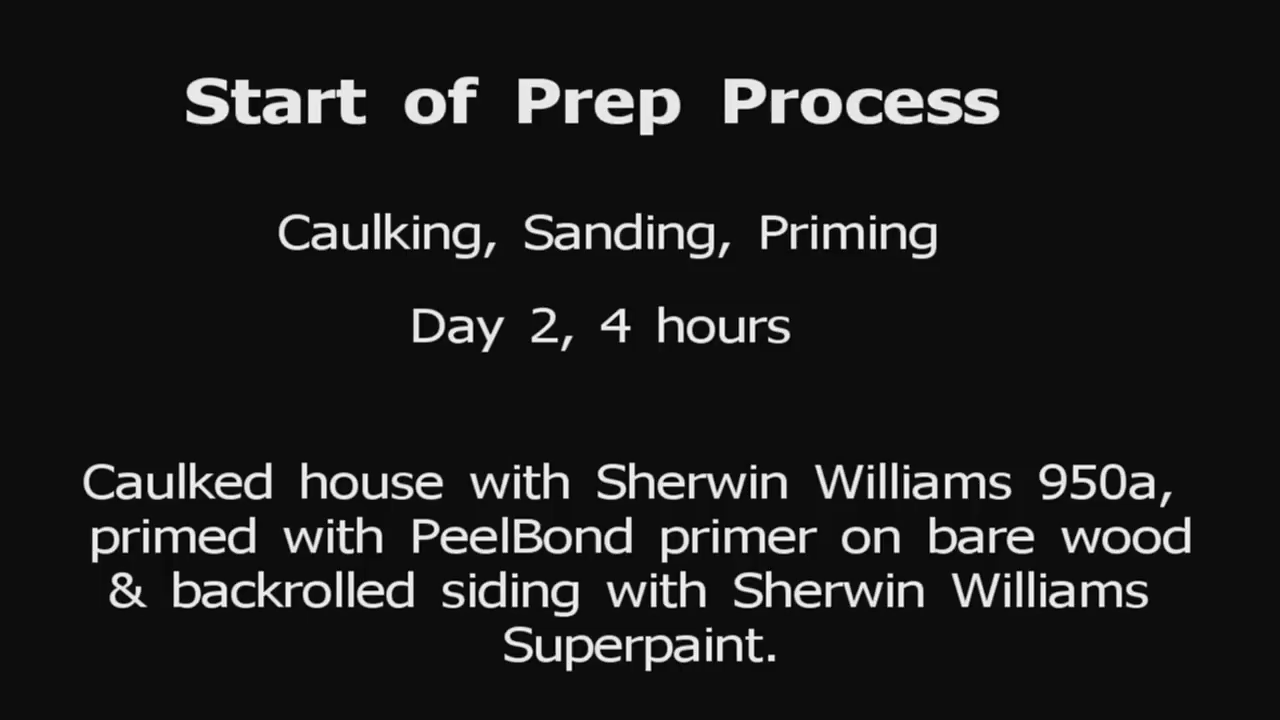 Start of Prep Process
Caulking, Sanding, Priming
Day 2, 4 hours
Caulked house with Sherwin Williams 950a,
primed with PeelBond primer on bare wood
& backrolled siding with Sherwin Williams
Superpaint.